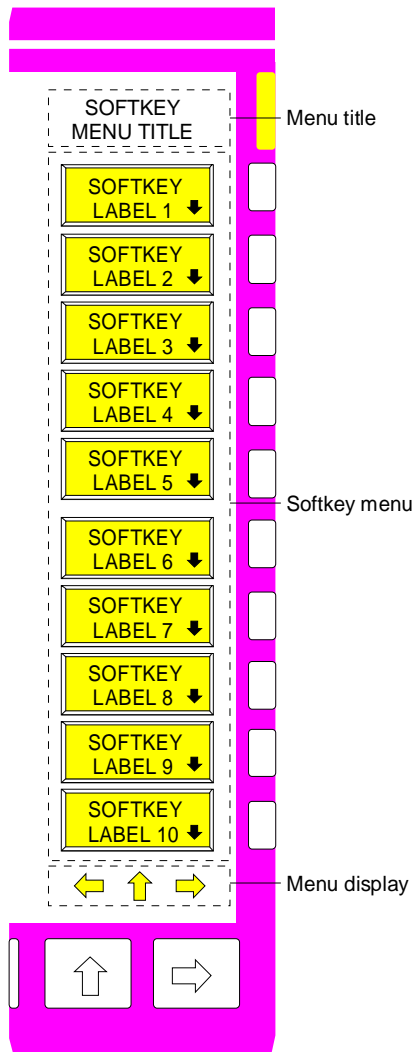 SOFTKEY
MENU TITLE
Menu title
SOFTKEY
LABEL 1
SOFTKEY
LABEL 2
SOFTKEY
LABEL 3
SOFTKEY
LABEL 4
SOFTKEY
LABEL 5
Softkey menu
SOFTKEY
LABEL 6
SOFTKEY
LABEL 7
SOFTKEY
LABEL 8
SOFTKEY
LABEL 9
SOFTKEY
LABEL 10
Menu display